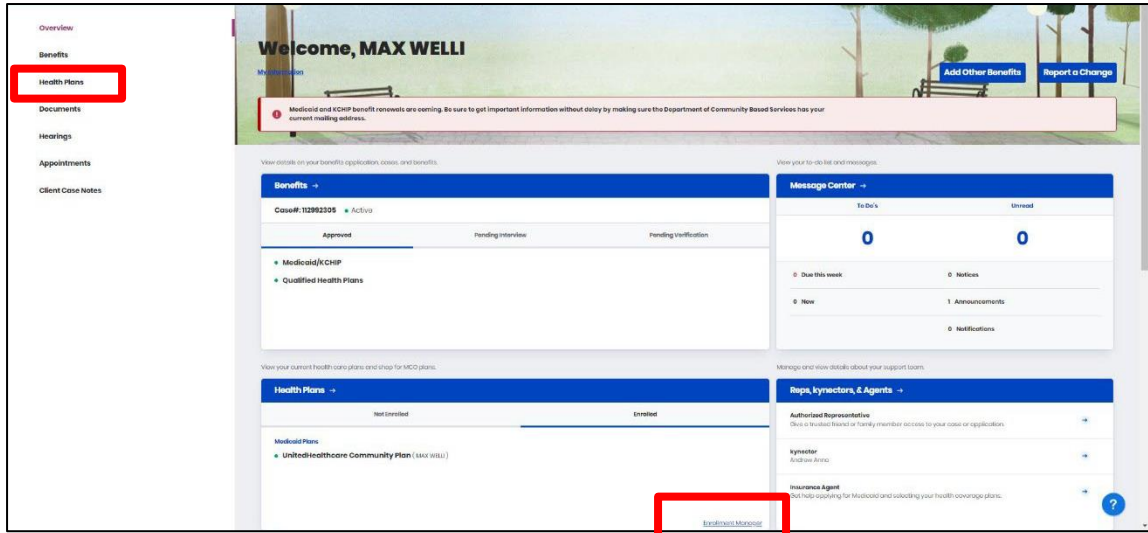 Overview
Benefits
Health Plans
Documents
Hearings
Appointments
Client Case Notes
Welcome, MAX WELLI
My Information
Add Other Benefits
Report a Change
Medicaid and KCHIP benefit renewals are coming. Be sure to get important information without delay by making sure the Department of Community Based Services has your
current mailing address.
View details on your benefits application, cases, and benefits.
Benefits →
Case#: 112992305 • Active
Approved
Pending Interview
Pending Verification
• Medicaid/KCHIP
• Qualified Health Plans
View your to-do list and messages.
Message Center →
To Do's
Unread
0
0
0 Due this week
0 Notices
0 New
1 Announcements
0 Notifications
View your current health care plans and shop for MCO plans.
Health Plans →
Not Enrolled
Enrolled
Medicaid Plans
• UnitedHealthcare Community Plan ( MAX WELLI )
Enrollment Manager
Manage and view details about your support team.
Reps, kynectors, & Agents →
Authorized Representative
Give a trusted friend or family member access to your case or application.
kynector
Andrew Anna
Insurance Agent
Get help applying for Medicaid and selecting your health coverage plans.
?